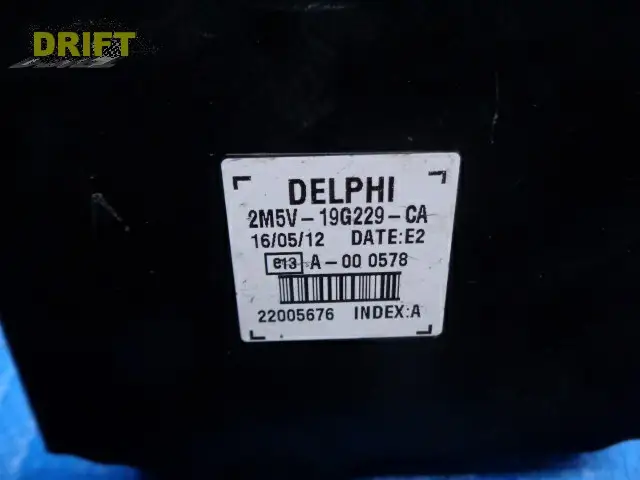 DRIFT
DELPHI
2M5V-19G229-CA
16/05/12 DATE:E2
e13 A-00 0578
22005676 INDEX:A